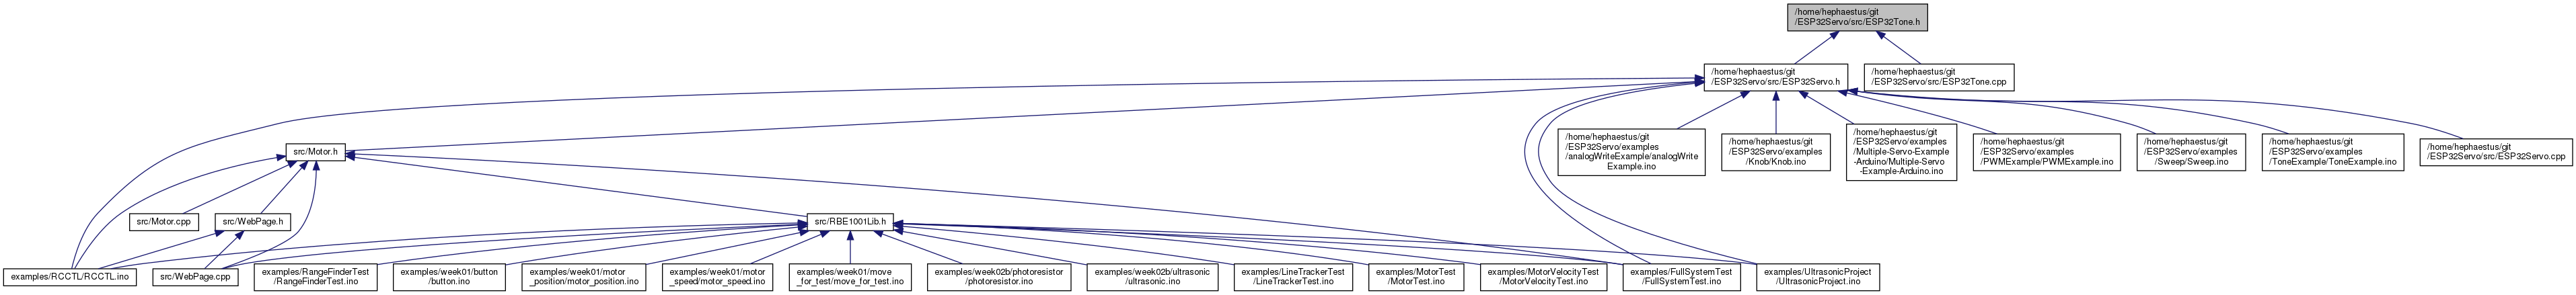 /home/hephaestus/git
/ESP32Servo/src/ESP32Tone.h
/home/hephaestus/git
/ESP32Servo/src/ESP32Servo.h
/home/hephaestus/git
/ESP32Servo/src/ESP32Tone.cpp
/home/hephaestus/git
/ESP32Servo/examples
/analogWriteExample/analogWrite
Example.ino
/home/hephaestus/git
/ESP32Servo/examples
/Knob/Knob.ino
/home/hephaestus/git
/ESP32Servo/examples
/Multiple-Servo-Example
-Arduino/Multiple-Servo
-Example-Arduino.ino
/home/hephaestus/git
/ESP32Servo/examples
/PWMExample/PWMExample.ino
/home/hephaestus/git
/ESP32Servo/examples
/Sweep/Sweep.ino
/home/hephaestus/git
/ESP32Servo/examples
/ToneExample/ToneExample.ino
/home/hephaestus/git
/ESP32Servo/src/ESP32Servo.cpp
src/Motor.h
src/Motor.cpp
src/WebPage.h
src/RBE1001Lib.h
examples/RCCTL/RCCTL.ino
src/WebPage.cpp
examples/RangeFinderTest
/RangeFinderTest.ino
examples/week01/button
/button.ino
examples/week01/motor
_position/motor_position.ino
examples/week01/motor
_speed/motor_speed.ino
examples/week01/move
_for_test/move_for_test.ino
examples/week02b/photoresistor
/photoresistor.ino
examples/week02b/ultrasonic
/ultrasonic.ino
examples/LineTrackerTest
/LineTrackerTest.ino
examples/MotorTest
/MotorTest.ino
examples/MotorVelocityTest
/MotorVelocityTest.ino
examples/FullSystemTest
/FullSystemTest.ino
examples/UltrasonicProject
/UltrasonicProject.ino